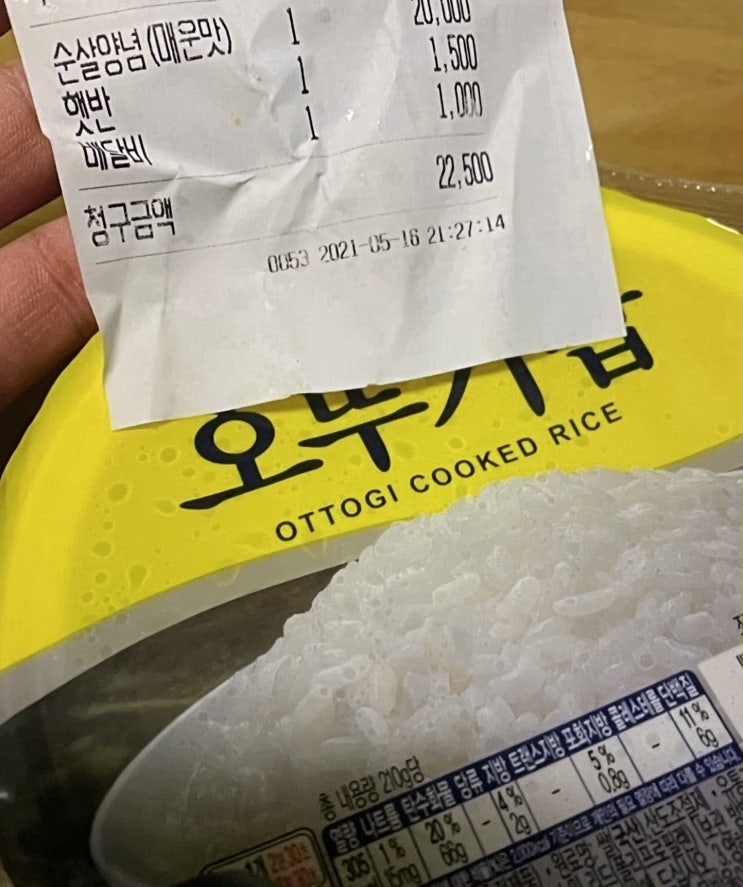 순살양념(매운맛) 1 20,000
햇반 1 1,500
배달비 1 1,000
청구금액 22,500
0053 2021-05-16 21:27:14
오뚜기밥
OTTOGI COOKED RICE
총 내용량 210g당
열량 나트륨 탄수화물 당류 지방 트랜스지방 포화지방 콜레스테롤 단백질
305 1% 20% - 4% - 5% - 11%
15mg 66g 2g 0.8g 6g